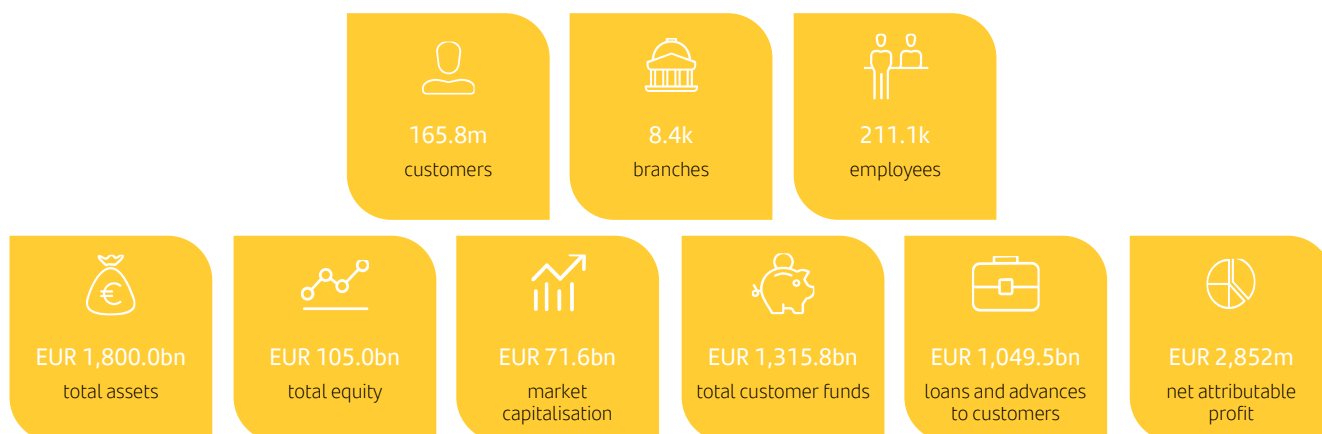 165.8m
customers
8.4k
branches
211.1k
employees
€
EUR 1,800.0bn
total assets
EUR 105.0bn
total equity
EUR 71.6bn
market
capitalisation
EUR 1,315.8bn
total customer funds
EUR 1,049.5bn
loans and advances
to customers
EUR 2,852m
net attributable
profit